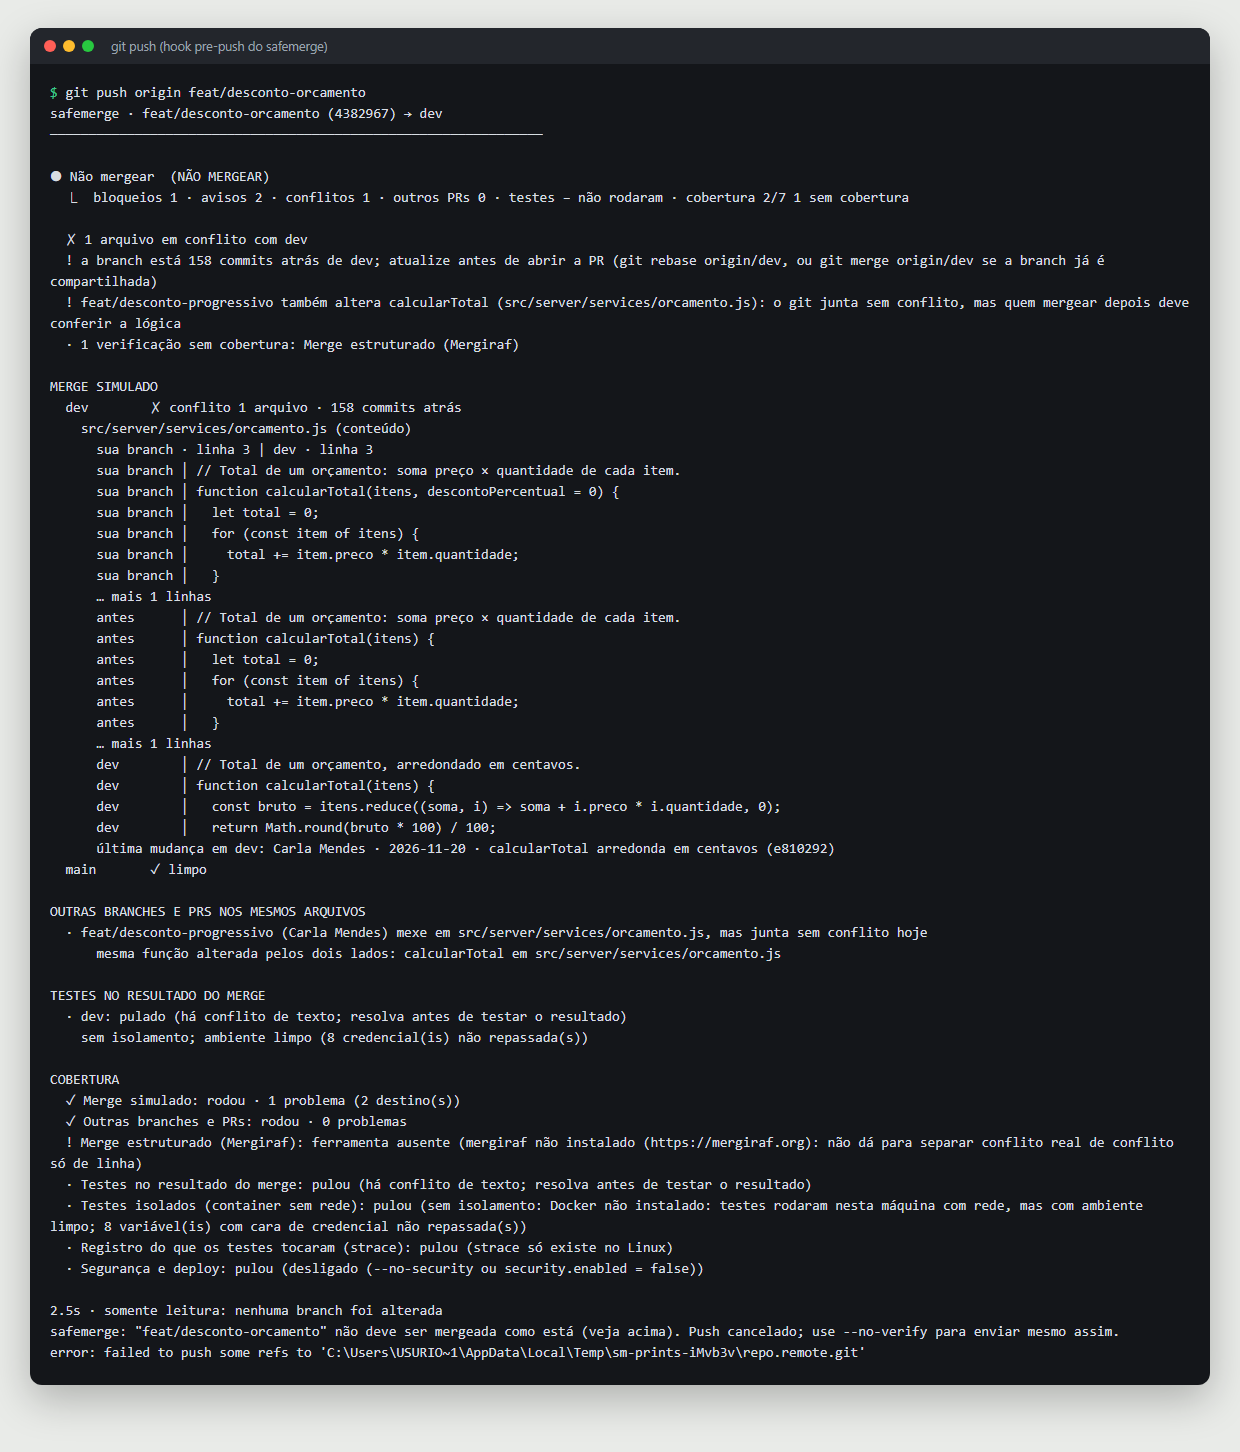 git push (hook pre-push do safemerge)
$ git push origin feat/desconto-orcamento
safemerge · feat/desconto-orcamento (4382967) → dev
────────────────────────────────────────────────────────────────
● Não mergear  (NÃO MERGEAR)
⎣  bloqueios 1 · avisos 2 · conflitos 1 · outros PRs 0 · testes – não rodaram · cobertura 2/7 1 sem cobertura
✗ 1 arquivo em conflito com dev
! a branch está 158 commits atrás de dev; atualize antes de abrir a PR (git rebase origin/dev, ou git merge origin/dev se a branch já é
compartilhada)
! feat/desconto-progressivo também altera calcularTotal (src/server/services/orcamento.js): o git junta sem conflito, mas quem mergear depois deve
conferir a lógica
· 1 verificação sem cobertura: Merge estruturado (Mergiraf)
MERGE SIMULADO
dev        ✗ conflito 1 arquivo · 158 commits atrás
src/server/services/orcamento.js (conteúdo)
sua branch · linha 3 | dev · linha 3
sua branch │ // Total de um orçamento: soma preço × quantidade de cada item.
sua branch │ function calcularTotal(itens, descontoPercentual = 0) {
sua branch │   let total = 0;
sua branch │   for (const item of itens) {
sua branch │     total += item.preco * item.quantidade;
sua branch │   }
… mais 1 linhas
antes      │ // Total de um orçamento: soma preço × quantidade de cada item.
antes      │ function calcularTotal(itens) {
antes      │   let total = 0;
antes      │   for (const item of itens) {
antes      │     total += item.preco * item.quantidade;
antes      │   }
… mais 1 linhas
dev        │ // Total de um orçamento, arredondado em centavos.
dev        │ function calcularTotal(itens) {
dev        │   const bruto = itens.reduce((soma, i) => soma + i.preco * i.quantidade, 0);
dev        │   return Math.round(bruto * 100) / 100;
última mudança em dev: Carla Mendes · 2026-11-20 · calcularTotal arredonda em centavos (e810292)
main       ✓ limpo
OUTRAS BRANCHES E PRS NOS MESMOS ARQUIVOS
· feat/desconto-progressivo (Carla Mendes) mexe em src/server/services/orcamento.js, mas junta sem conflito hoje
mesma função alterada pelos dois lados: calcularTotal em src/server/services/orcamento.js
TESTES NO RESULTADO DO MERGE
· dev: pulado (há conflito de texto; resolva antes de testar o resultado)
sem isolamento; ambiente limpo (8 credencial(is) não repassada(s))
COBERTURA
✓ Merge simulado: rodou · 1 problema (2 destino(s))
✓ Outras branches e PRs: rodou · 0 problemas
! Merge estruturado (Mergiraf): ferramenta ausente (mergiraf não instalado (https://mergiraf.org): não dá para separar conflito real de conflito
só de linha)
· Testes no resultado do merge: pulou (há conflito de texto; resolva antes de testar o resultado)
· Testes isolados (container sem rede): pulou (sem isolamento: Docker não instalado: testes rodaram nesta máquina com rede, mas com ambiente
limpo; 8 variável(is) com cara de credencial não repassada(s))
· Registro do que os testes tocaram (strace): pulou (strace só existe no Linux)
· Segurança e deploy: pulou (desligado (--no-security ou security.enabled = false))
2.5s · somente leitura: nenhuma branch foi alterada
safemerge: "feat/desconto-orcamento" não deve ser mergeada como está (veja acima). Push cancelado; use --no-verify para enviar mesmo assim.
error: failed to push some refs to 'C:\Users\USURIO~1\AppData\Local\Temp\sm-prints-iMvb3v\repo.remote.git'